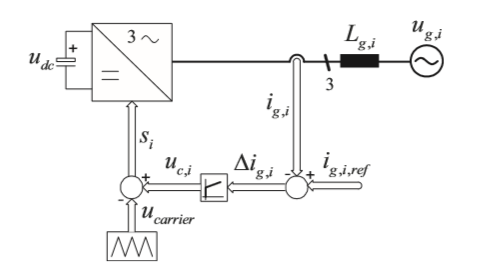 3 ~
u_dc
+
=
L_g,i
u_g,i
~
3
i_g,i
s_i
u_c,i
Δi_g,i
i_g,i,ref
+
-
- +
u_carrier